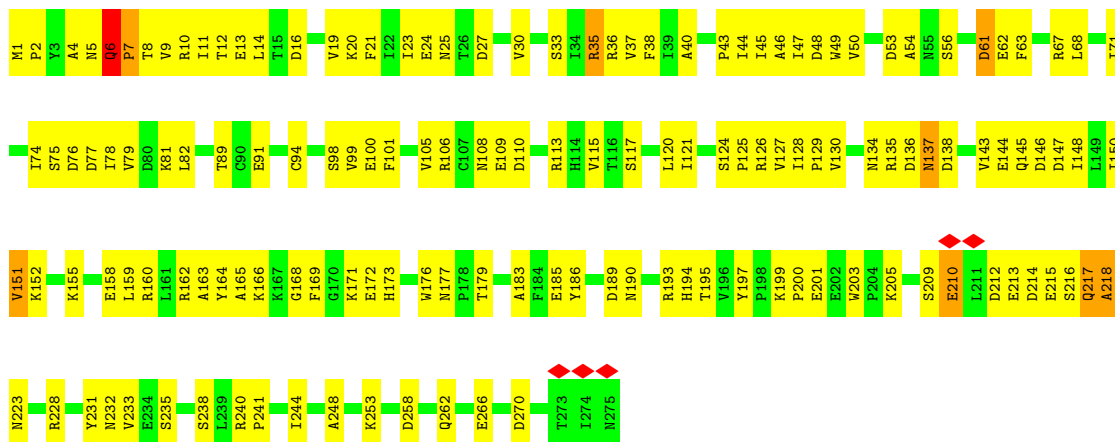 M1 P2 Y3 A4 N5 Q6 P7 T8 V9 R10 I11 T12 E13 L14 T15 D16 V19 K20 F21 I22 I23 E24 N25 T26 D27 V30 S33 I34 R35 R36 V37 F38 I39 A40 P43 I44 I45 A46 I47 D48 W49 V50 D53 A54 N55 S56 D61 E62 F63 R67 L68
I74 S75 D76 D77 I78 V79 D80 K81 L82 T89 C90 E91 C94 S98 V99 E100 F101 V105 R106 C107 N108 E109 D110 R113 H114 V115 T116 S117 L120 I121 S124 P125 R126 V127 I128 P129 V130 N134 R135 D136 N137 D138 V143 E144 Q145 D146 D147 I148 L149
V151 K152 K155 E158 L159 R160 L161 R162 A163 Y164 A165 K166 K167 G168 F169 G170 K171 E172 H173 W176 N177 P178 T179 A183 F184 E185 Y186 D189 N190 R193 H194 T195 V196 Y197 P198 K199 P200 E201 E202 W203 P204 K205 S209 E210 L211 D212 E213 D214 E215 S216 Q217 A218
N223 R228 Y231 N232 V233 E234 S235 S238 L239 R240 P241 I244 A248 K253 D258 Q262 E266 D270 T273 I274 N275